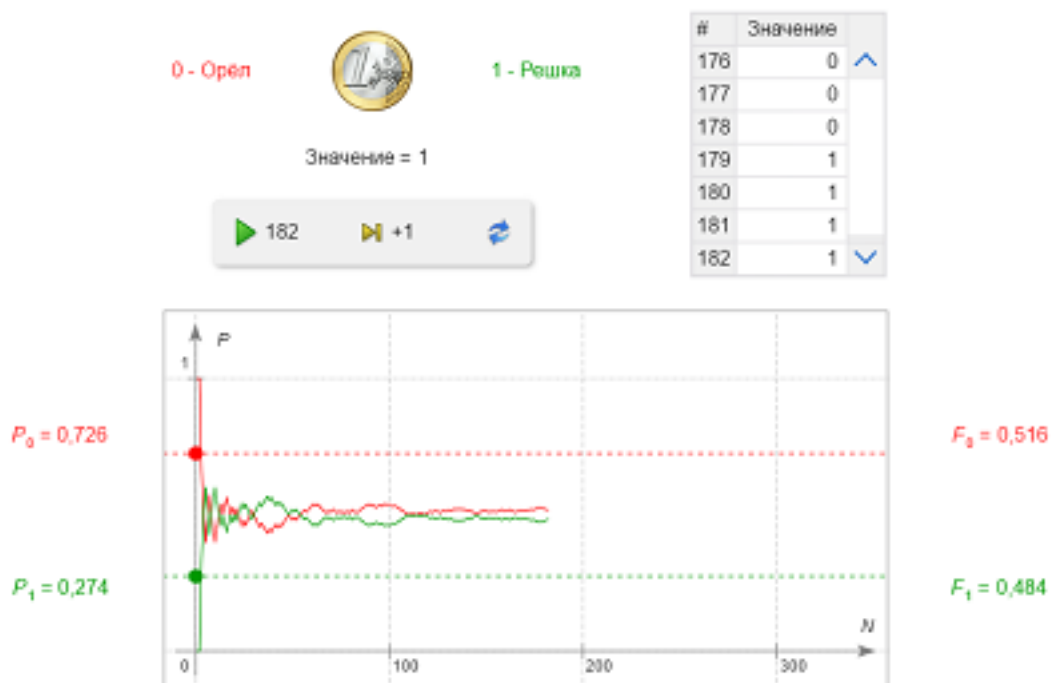 0 - Орёл
1 - Решка
Значение = 1
182
+1
# Значение
176 0
177 0
178 0
179 1
180 1
181 1
182 1
P
1
P₀ = 0,726
F₀ = 0,516
P₁ = 0,274
F₁ = 0,484
N
0 100 200 300